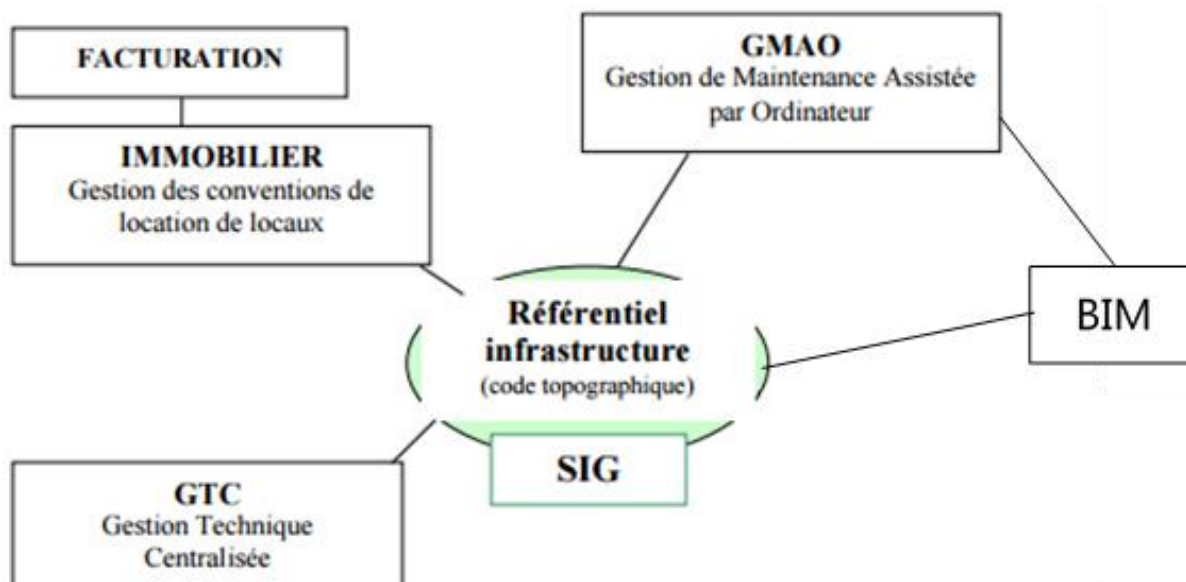 FACTURATION
IMMOBILIER
Gestion des conventions de
location de locaux
GMAO
Gestion de Maintenance Assistée
par Ordinateur
BIM
Référentiel
infrastructure
(code topographique)
SIG
GTC
Gestion Technique
Centralisée